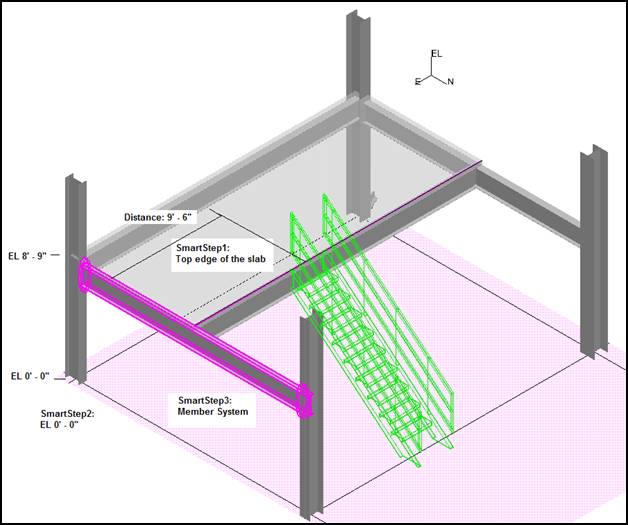 EL
E N
Distance: 9' - 6"
SmartStep1:
Top edge of the slab
EL 8' - 9"
EL 0' - 0"
SmartStep2:
EL 0' - 0"
SmartStep3:
Member System